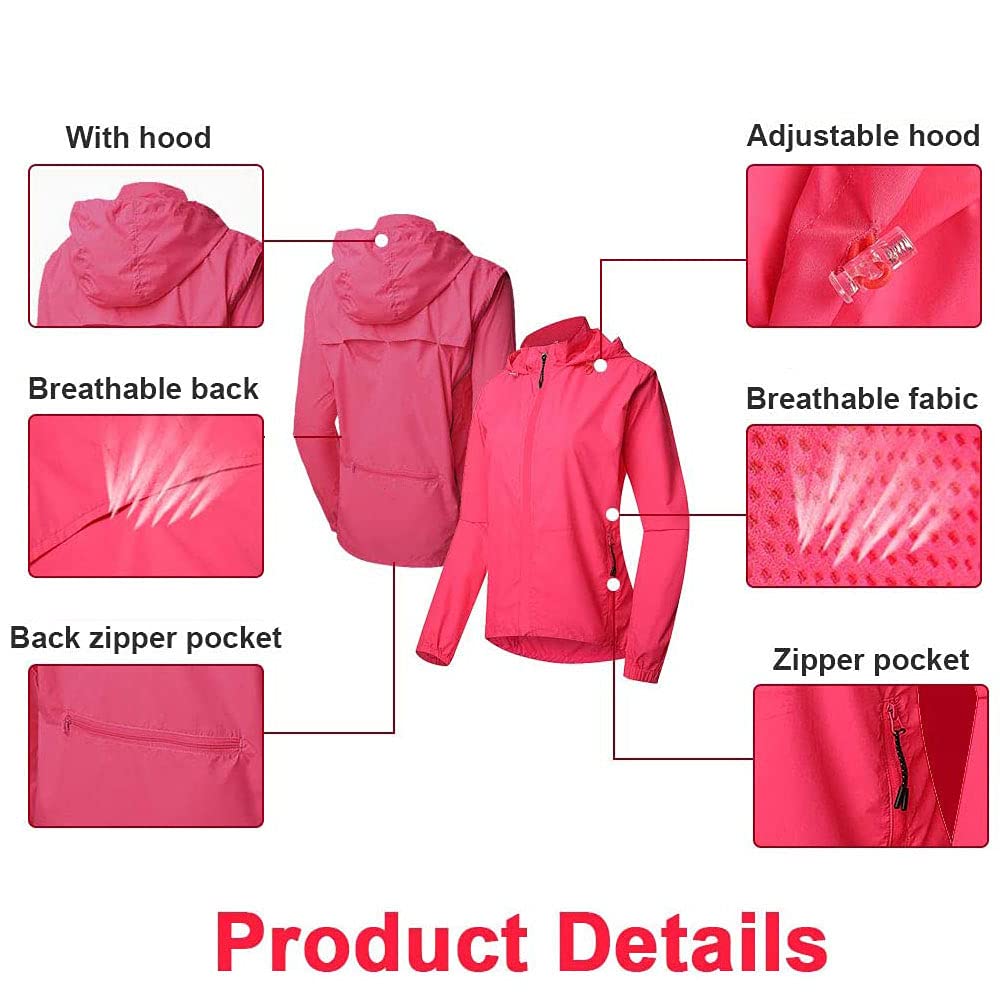 With hood
Adjustable hood
Breathable back
Breathable fabic
Back zipper pocket
Zipper pocket
Product Details